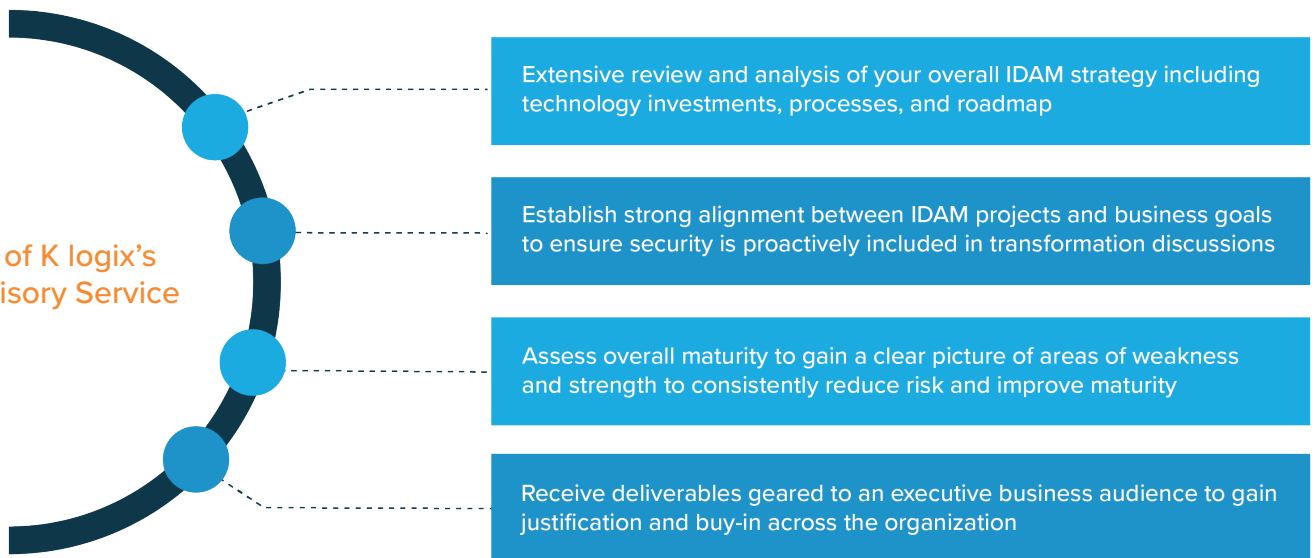 of K logix’s
isory Service
Extensive review and analysis of your overall IDAM strategy including
technology investments, processes, and roadmap
Establish strong alignment between IDAM projects and business goals
to ensure security is proactively included in transformation discussions
Assess overall maturity to gain a clear picture of areas of weakness
and strength to consistently reduce risk and improve maturity
Receive deliverables geared to an executive business audience to gain
justification and buy-in across the organization